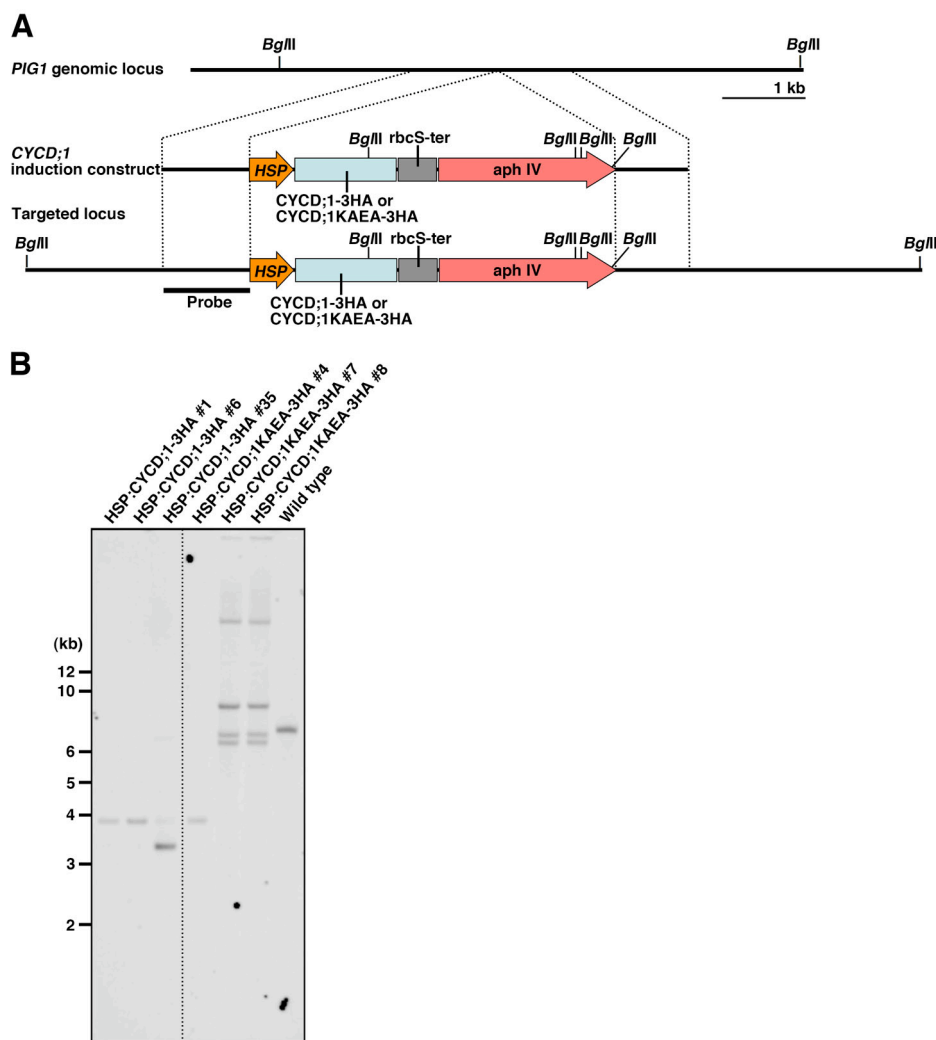 A
BglII BglII
PIG1 genomic locus
1 kb
CYCD;1
induction construct
HSP
BglII
rbcS-ter
aph IV
BglII BglII
BglII
CYCD;1-3HA or
CYCD;1KAEA-3HA
Targeted locus
BglII
HSP
BglII
rbcS-ter
aph IV
BglII BglII
BglII
BglII
Probe
CYCD;1-3HA or
CYCD;1KAEA-3HA
B
HSP:CYCD;1-3HA #1
HSP:CYCD;1-3HA #6
HSP:CYCD;1-3HA #35
HSP:CYCD;1KAEA-3HA #4
HSP:CYCD;1KAEA-3HA #7
HSP:CYCD;1KAEA-3HA #8
Wild type
(kb)
12
10
6
5
4
3
2